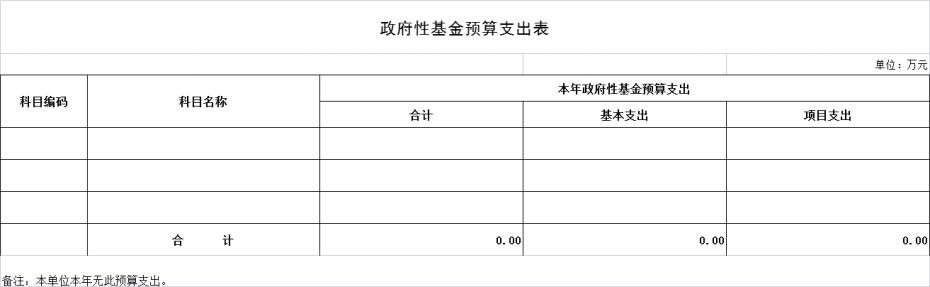 政府性基金预算支出表
单位：万元
科目编码 科目名称 本年政府性基金预算支出
合计 基本支出 项目支出
合 计 0.00 0.00 0.00
备注：本单位本年无此预算支出。